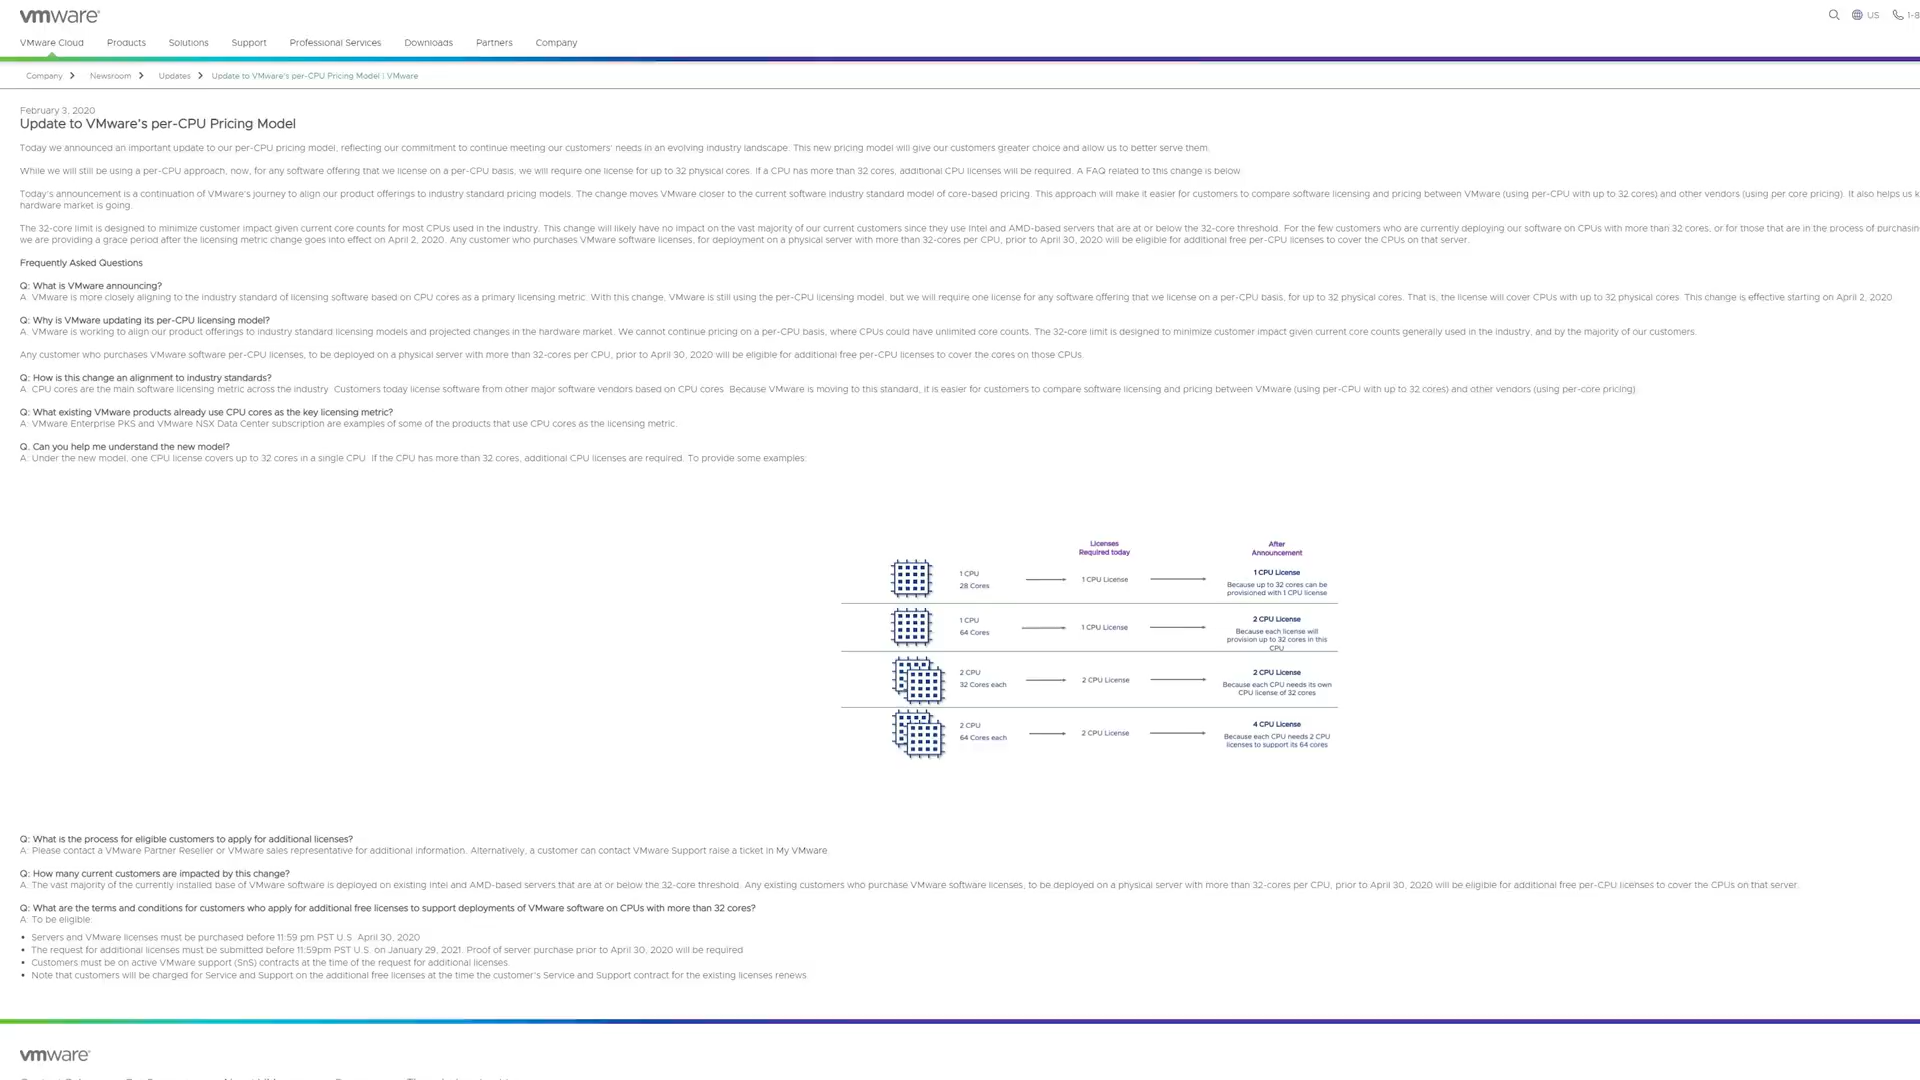 vmware®
US
1-8
VMware Cloud Products Solutions Support Professional Services Downloads Partners Company
Company Newsroom Updates Update to VMware's per-CPU Pricing Model | VMware
February 3, 2020
Update to VMware's per-CPU Pricing Model
Today we announced an important update to our per-CPU pricing model, reflecting our commitment to continue meeting our customers' needs in an evolving industry landscape. This new pricing model will give our customers greater choice and allow us to better serve them.
While we will still be using a per-CPU approach, now, for any software offering that we license on a per-CPU basis, we will require one license for up to 32 physical cores. If a CPU has more than 32 cores, additional CPU licenses will be required. A FAQ related to this change is below.
Today's announcement is a continuation of VMware's journey to align our product offerings to industry standard pricing models. The change moves VMware closer to the current software industry standard model of core-based pricing. This approach will make it easier for customers to compare software licensing and pricing between VMware (using per-CPU with up to 32 cores) and other vendors (using per core pricing). It also helps us k
hardware market is going.
The 32-core limit is designed to minimize customer impact given current core counts for most CPUs used in the industry. This change will likely have no impact on the vast majority of our current customers since they use Intel and AMD-based servers that are at or below the 32-core threshold. For the few customers who are currently deploying our software on CPUs with more than 32 cores, or for those that are in the process of purchasin
we are providing a grace period after the licensing metric change goes into effect on April 2, 2020. Any customer who purchases VMware software licenses, for deployment on a physical server with more than 32-cores per CPU, prior to April 30, 2020 will be eligible for additional free per-CPU licenses to cover the CPUs on that server.
Frequently Asked Questions
Q: What is VMware announcing?
A: VMware is more closely aligning to the industry standard of licensing software based on CPU cores as a primary licensing metric. With this change, VMware is still using the per-CPU licensing model, but we will require one license for any software offering that we license on a per-CPU basis, for up to 32 physical cores. That is, the license will cover CPUs with up to 32 physical cores. This change is effective starting on April 2, 2020
Q: Why is VMware updating its per-CPU licensing model?
A: VMware is working to align our product offerings to industry standard licensing models and projected changes in the hardware market. We cannot continue pricing on a per-CPU basis, where CPUs could have unlimited core counts. The 32-core limit is designed to minimize customer impact given current core counts generally used in the industry, and by the majority of our customers.
Any customer who purchases VMware software per-CPU licenses, to be deployed on a physical server with more than 32-cores per CPU, prior to April 30, 2020 will be eligible for additional free per-CPU licenses to cover the cores on those CPUs.
Q: How is this change an alignment to industry standards?
A: CPU cores are the main software licensing metric across the industry. Customers today license software from other major software vendors based on CPU cores. Because VMware is moving to this standard, it is easier for customers to compare software licensing and pricing between VMware (using per-CPU with up to 32 cores) and other vendors (using per-core pricing).
Q: What existing VMware products already use CPU cores as the key licensing metric?
A: VMware Enterprise PKS and VMware NSX Data Center subscription are examples of some of the products that use CPU cores as the licensing metric.
Q. Can you help me understand the new model?
A: Under the new model, one CPU license covers up to 32 cores in a single CPU. If the CPU has more than 32 cores, additional CPU licenses are required. To provide some examples:
Licenses
Required today
After
Announcement
1 CPU
28 Cores
1 CPU License
1 CPU License
Because up to 32 cores can be
provisioned with 1 CPU license
1 CPU
64 Cores
1 CPU License
2 CPU License
Because each license will
provision up to 32 cores in this
CPU
2 CPU
32 Cores each
2 CPU License
2 CPU License
Because each CPU needs its own
CPU license of 32 cores
2 CPU
64 Cores each
2 CPU License
4 CPU License
Because each CPU needs 2 CPU
licenses to support its 64 cores
Q: What is the process for eligible customers to apply for additional licenses?
A: Please contact a VMware Partner Reseller or VMware sales representative for additional information. Alternatively, a customer can contact VMware Support raise a ticket in My VMware.
Q: How many current customers are impacted by this change?
A: The vast majority of the currently installed base of VMware software is deployed on existing Intel and AMD-based servers that are at or below the 32-core threshold. Any existing customers who purchase VMware software licenses, to be deployed on a physical server with more than 32-cores per CPU, prior to April 30, 2020 will be eligible for additional free per-CPU licenses to cover the CPUs on that server.
Q: What are the terms and conditions for customers who apply for additional free licenses to support deployments of VMware software on CPUs with more than 32 cores?
A: To be eligible:
• Servers and VMware licenses must be purchased before 11:59 pm PST U.S. April 30, 2020
• The request for additional licenses must be submitted before 11:59pm PST U.S. on January 29, 2021. Proof of server purchase prior to April 30, 2020 will be required
• Customers must be on active VMware support (SnS) contracts at the time of the request for additional licenses.
• Note that customers will be charged for Service and Support on the additional free licenses at the time the customer's Service and Support contract for the existing licenses renews
vmware®